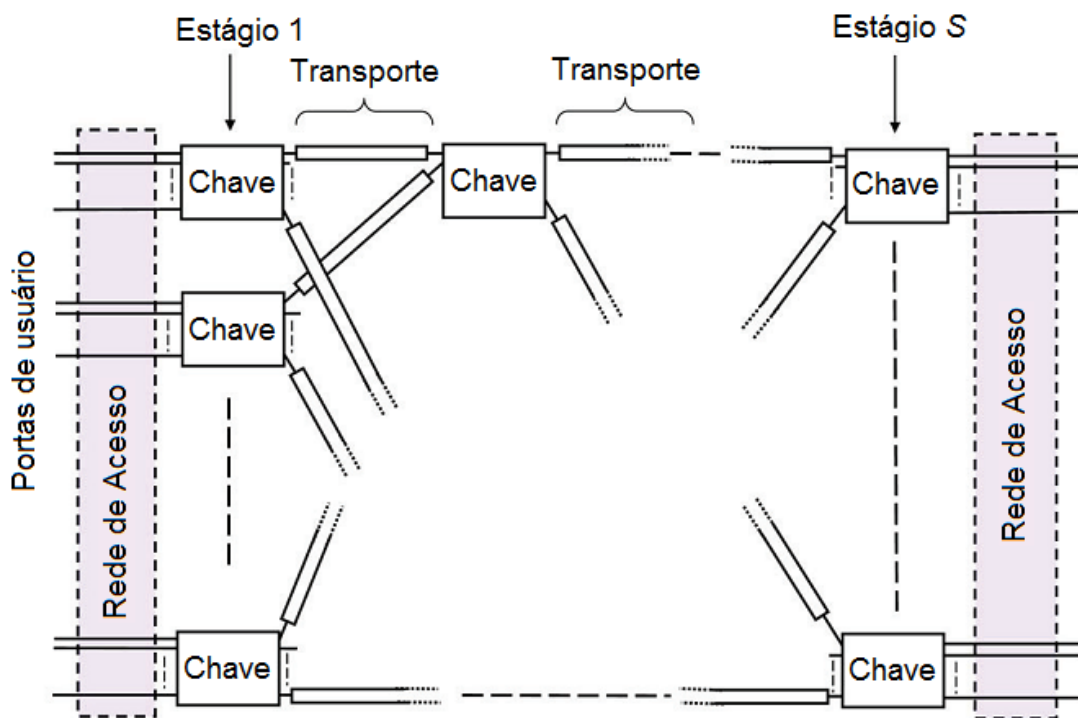 Estágio 1
Estágio S
Transporte
Transporte
Chave
Chave
Chave
Chave
Portas de usuário
Rede de Acesso
Rede de Acesso
Chave
Chave